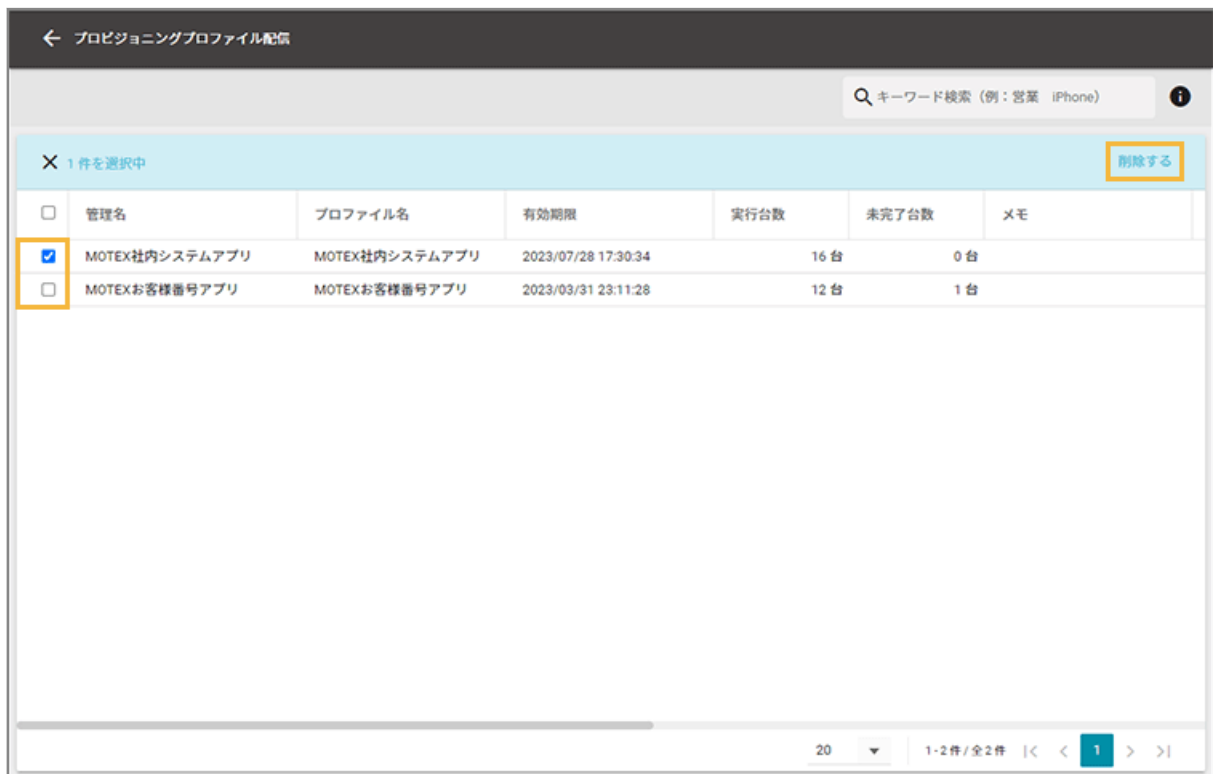 プロビジョニングプロファイル配信
キーワード検索（例：営業　iPhone）
1 件を選択中 削除する
管理名 プロファイル名 有効期限 実行台数 未完了台数 メモ
MOTEX社内システムアプリ MOTEX社内システムアプリ 2023/07/28 17:30:34 16 台 0 台
MOTEXお客様番号アプリ MOTEXお客様番号アプリ 2023/03/31 23:11:28 12 台 1 台
20 1-2件/全2件 1